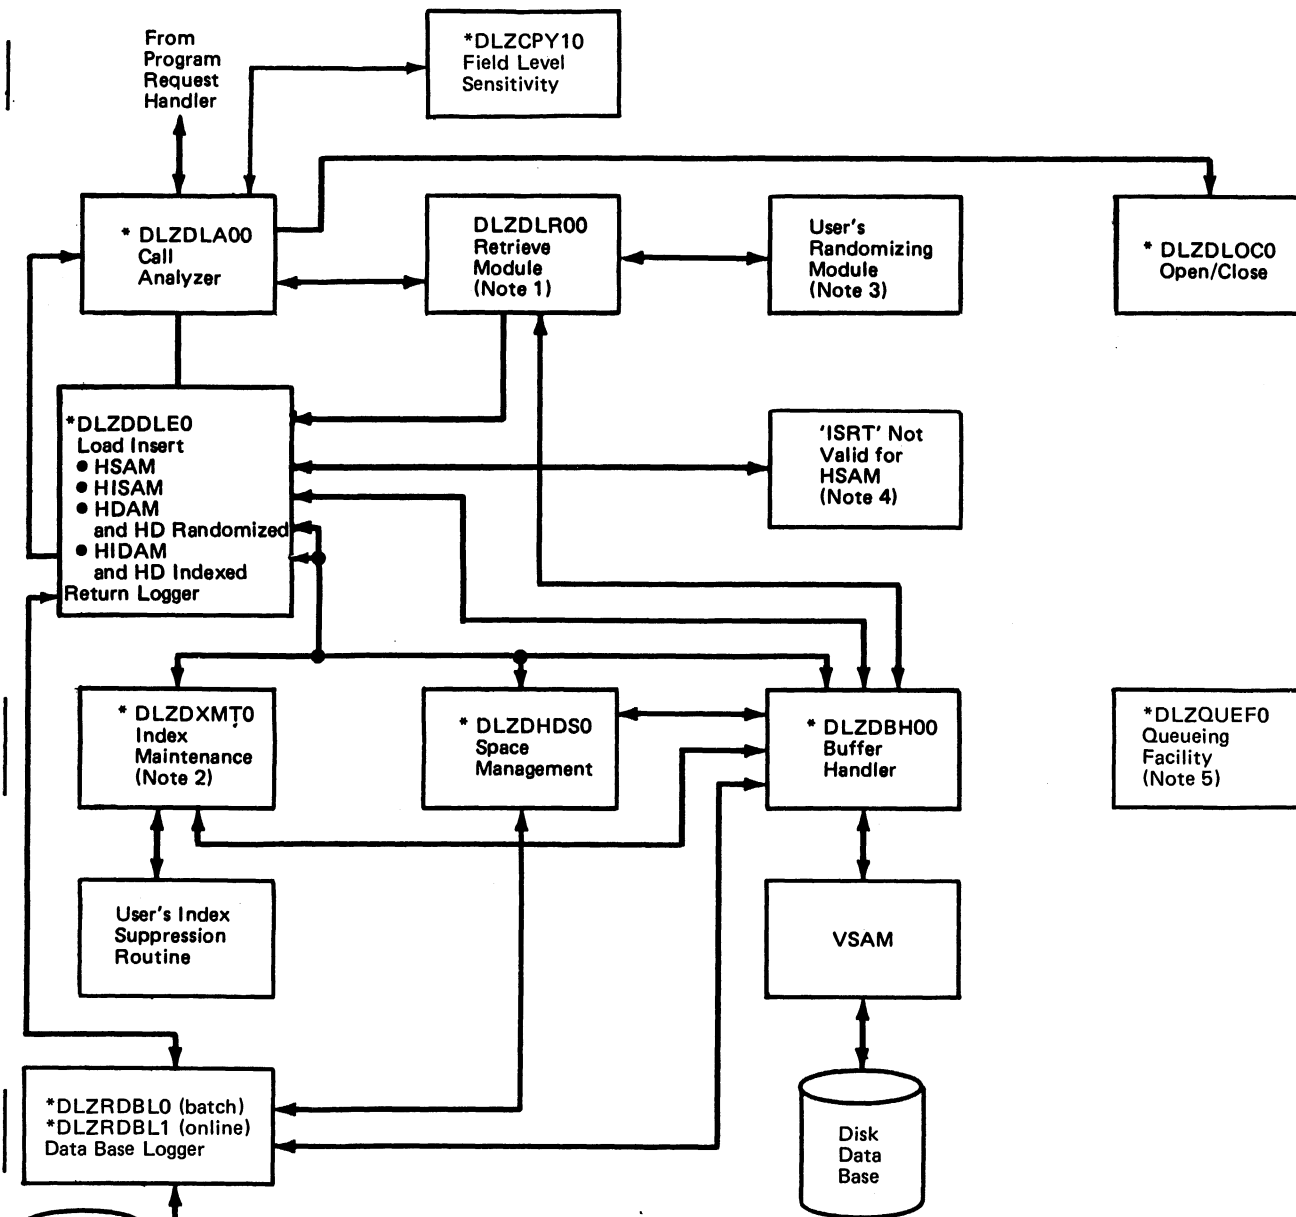 From
Program
Request
Handler
*DLZCPY10
Field Level
Sensitivity
* DLZDLA00
Call
Analyzer
DLZDLR00
Retrieve
Module
(Note 1)
User's
Randomizing
Module
(Note 3)
* DLZDLOC0
Open/Close
*DLZDDLE0
Load Insert
● HSAM
● HISAM
● HDAM
and HD Randomized
● HIDAM
and HD Indexed
Return Logger
'ISRT' Not
Valid for
HSAM
(Note 4)
* DLZDXMT0
Index
Maintenance
(Note 2)
* DLZDHDS0
Space
Management
* DLZDBH00
Buffer
Handler
*DLZQUEF0
Queueing
Facility
(Note 5)
User's Index
Suppression
Routine
VSAM
*DLZRDBL0 (batch)
*DLZRDBL1 (online)
Data Base Logger
Disk
Data
Base